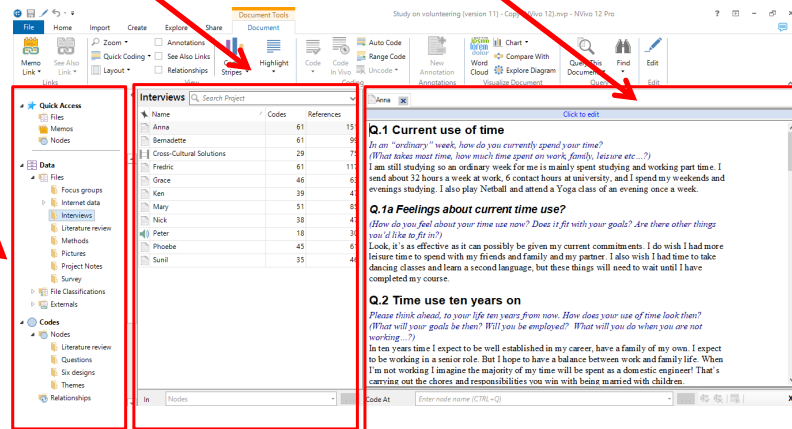 Document Tools
Study on volunteering (version 11) - Copy (NVivo 12).nvp - NVivo 12 Pro
File Home Import Create Explore Share Document
Memo Link
See Also Link
Links
Zoom
Quick Coding
Layout
View
Annotations
See Also Links
Relationships
Stripes
Highlight
Code
Code In Vivo
Auto Code
Range Code
Uncode
Coding
New Annotation
Annotations
Word Cloud
Chart
Compare With
Explore Diagram
Visualize Document
Query This Document
Find
Query
Edit
Edit
Quick Access
Files
Memos
Nodes
Data
Files
Focus groups
Internet data
Interviews
Literature review
Methods
Pictures
Project Notes
Survey
File Classifications
Externals
Codes
Nodes
Literature review
Questions
Six designs
Themes
Relationships
Interviews Search Project
Name Codes References
Anna 61 151
Bernadette 61 99
Cross-Cultural Solutions 29 75
Fredric 61 117
Grace 46 63
Ken 39 47
Mary 51 85
Nick 38 47
Peter 18 30
Phoebe 45 67
Sunil 35 46
In Nodes
Anna
Click to edit
Q.1 Current use of time
In an "ordinary" week, how do you currently spend your time?
(What takes most time, how much time spent on work, family, leisure etc…?)
I am still studying so an ordinary week for me is mainly spent studying and working part time. I
send about 32 hours a week at work, 6 contact hours at university, and I spend my weekends and
evenings studying. I also play Netball and attend a Yoga class of an evening once a week.
Q.1a Feelings about current time use?
(How do you feel about your time use now? Does it fit with your goals? Are there other things
you'd like to fit in?)
Look, it's as effective as it can possibly be given my current commitments. I do wish I had more
leisure time to spend with my friends and family and my partner. I also wish I had time to take
dancing classes and learn a second language, but these things will need to wait until I have
completed my course.
Q.2 Time use ten years on
Please think ahead, to your life ten years from now. How does your use of time look then?
(What will your goals be then? Will you be employed? What will you do when you are not
working…?)
In ten years time I expect to be well established in my career, have a family of my own. I expect
to be working in a senior role. But I hope to have a balance between work and family life. When
I'm not working I imagine the majority of my time will be spent as a domestic engineer! That's
carrying out the chores and responsibilities you win with being married with children.
Code At Enter node name (CTRL+Q)